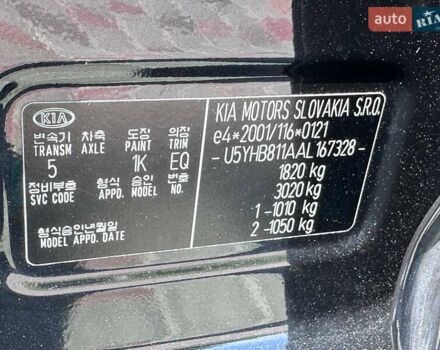 auto RIA
KIA
변속기 차축 도장 의장
TRANSM AXLE PAINT TRIM
5 1K EQ
정비부호 형식 승인 번호
SVC CODE APPD. MODEL NO.
형식승인년월일
MODEL APPD. DATE
KIA MOTORS SLOVAKIA S.R.O.
e4*2001/116*0121
- U5YHB811AAL167328 -
1820 kg
3020 kg
1 -1010 kg
2 -1050 kg